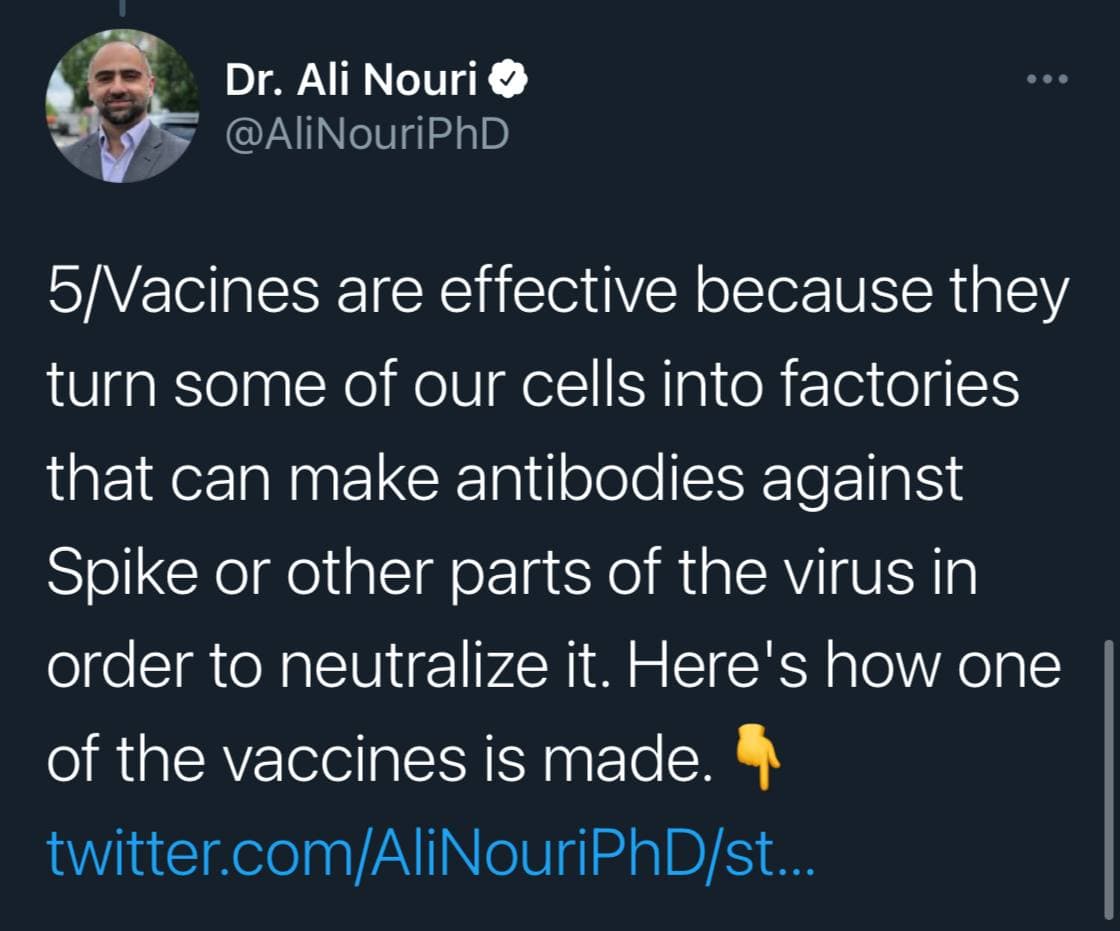 Dr. Ali Nouri
@AliNouriPhD
5/Vacines are effective because they
turn some of our cells into factories
that can make antibodies against
Spike or other parts of the virus in
order to neutralize it. Here's how one
of the vaccines is made. 👇
twitter.com/AliNouriPhD/st...